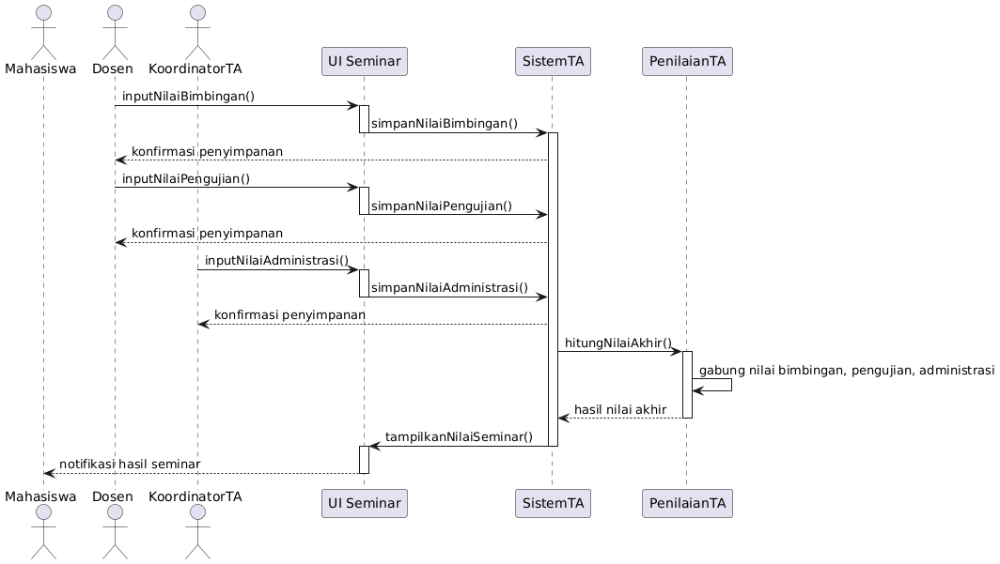 Mahasiswa
Dosen
KoordinatorTA
UI Seminar
SistemTA
PenilaianTA
inputNilaiBimbingan()
simpanNilaiBimbingan()
konfirmasi penyimpanan
inputNilaiPengujian()
simpanNilaiPengujian()
konfirmasi penyimpanan
inputNilaiAdministrasi()
simpanNilaiAdministrasi()
konfirmasi penyimpanan
hitungNilaiAkhir()
gabung nilai bimbingan, pengujian, administrasi
hasil nilai akhir
tampilkanNilaiSeminar()
notifikasi hasil seminar
Mahasiswa
Dosen
KoordinatorTA
UI Seminar
SistemTA
PenilaianTA